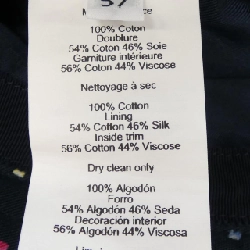 37
100% Coton
Doublure
54% Coton 46% Soie
Garniture intérieure
56% Coton 44% Viscose
Nettoyage à sec
100% Cotton
Lining
54% Cotton 46% Silk
Inside trim
56% Cotton 44% Viscose
Dry clean only
100% Algodón
Forro
54% Algodón 46% Seda
Decoración interior
56% Algodón 44% Viscosa